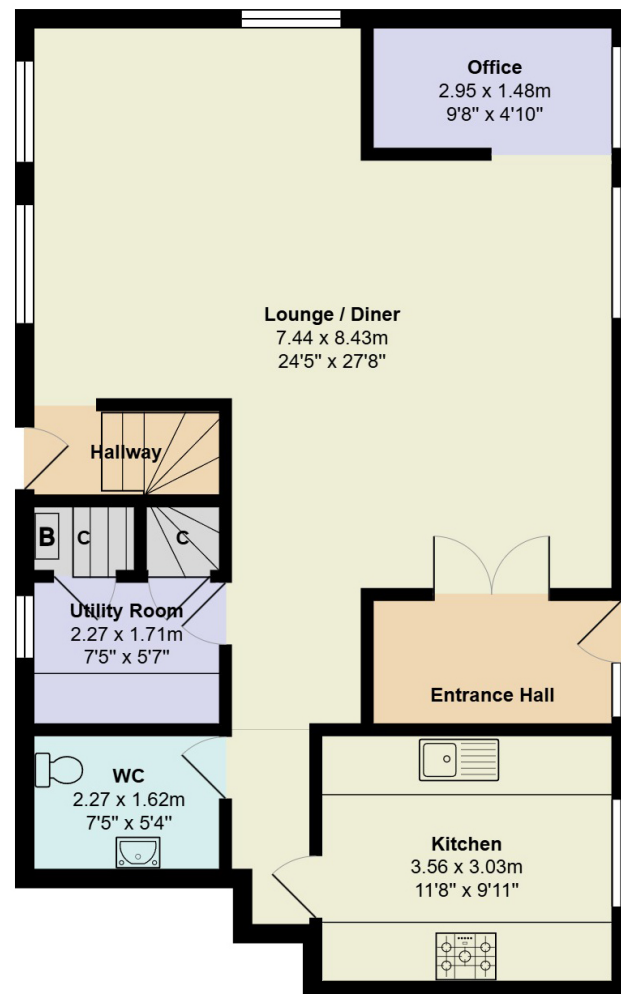 Office
2.95 x 1.48m
9'8" x 4'10"
Lounge / Diner
7.44 x 8.43m
24'5" x 27'8"
Hallway
B
C
C
Utility Room
2.27 x 1.71m
7'5" x 5'7"
Entrance Hall
WC
2.27 x 1.62m
7'5" x 5'4"
Kitchen
3.56 x 3.03m
11'8" x 9'11"